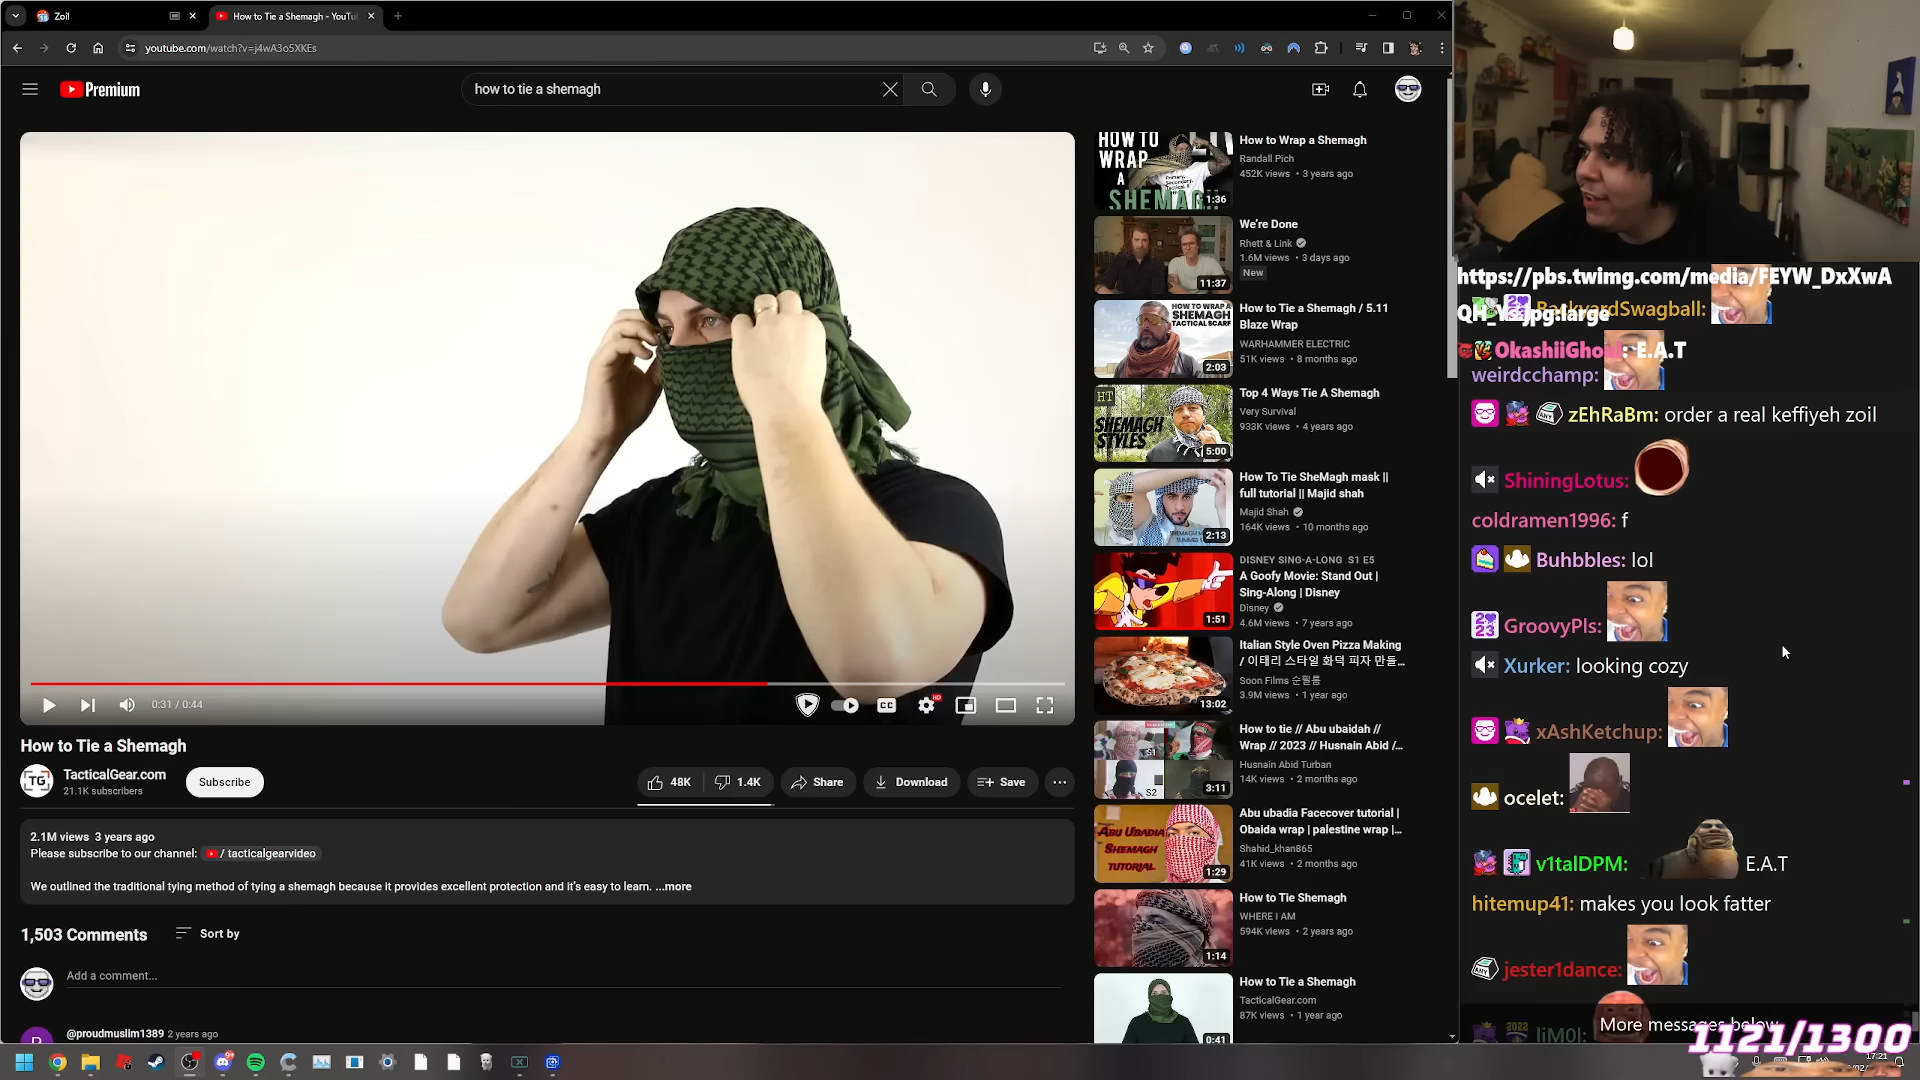 Zoil
How to Tie a Shemagh - YouTu
youtube.com/watch?v=j4wA3o5XKEs
Premium
how to tie a shemagh
0:31 / 0:44
CC
HD
How to Tie a Shemagh
TG
TacticalGear.com
21.1K subscribers
Subscribe
48K
1.4K
Share
Download
Save
2.1M views 3 years ago
Please subscribe to our channel: / tacticalgearvideo
We outlined the traditional tying method of tying a shemagh because it provides excellent protection and it's easy to learn. ...more
1,503 Comments
Sort by
Add a comment...
@proudmuslim1389 2 years ago
HOW TO
WRAP
A
SHEMAGH
1:36
How to Wrap a Shemagh
Randall Pich
452K views • 3 years ago
11:37
We're Done
Rhett & Link
1.6M views • 3 days ago
New
HOW TO WRAP A
SHEMAGH
TACTICAL SCARF
2:03
How to Tie a Shemagh / 5.11
Blaze Wrap
WARHAMMER ELECTRIC
51K views • 8 months ago
HT
SHEMAGH
STYLES
5:00
Top 4 Ways Tie A Shemagh
Very Survival
933K views • 4 years ago
2:13
How To Tie SheMagh mask ||
full tutorial || Majid shah
Majid Shah
164K views • 10 months ago
1:51
DISNEY SING-A-LONG S1 E5
A Goofy Movie: Stand Out |
Sing-Along | Disney
Disney
4.6M views • 7 years ago
13:02
Italian Style Oven Pizza Making
/ 이태리 스타일 화덕 피자 만들...
Soon Films 순필름
3.9M views • 1 year ago
S1
S2
3:11
How to tie // Abu ubaidah //
Wrap // 2023 // Husnain Abid /...
Husnain Abid Turban
14K views • 2 months ago
ABU UBADIA
SHEMAGH
TUTORIAL
1:29
Abu ubadia Facecover tutorial |
Obaida wrap | palestine wrap |...
Shahid_khan865
41K views • 2 months ago
1:14
How to Tie Shemagh
WHERE I AM
594K views • 2 years ago
0:41
How to Tie a Shemagh
TacticalGear.com
87K views • 1 year ago
https://pbs.twimg.com/media/FEYW_DxXwA
BackyardSwagball:
OkashiiGhoul: E.A.T
weirdcchamp:
zEhRaBm: order a real keffiyeh zoil
ShiningLotus:
coldramen1996: f
Buhbbles: lol
GroovyPls:
Xurker: looking cozy
xAshKetchup:
ocelet:
v1talDPM: E.A.T
hitemup41: makes you look fatter
jester1dance:
More messages below
1121/1300
17:21